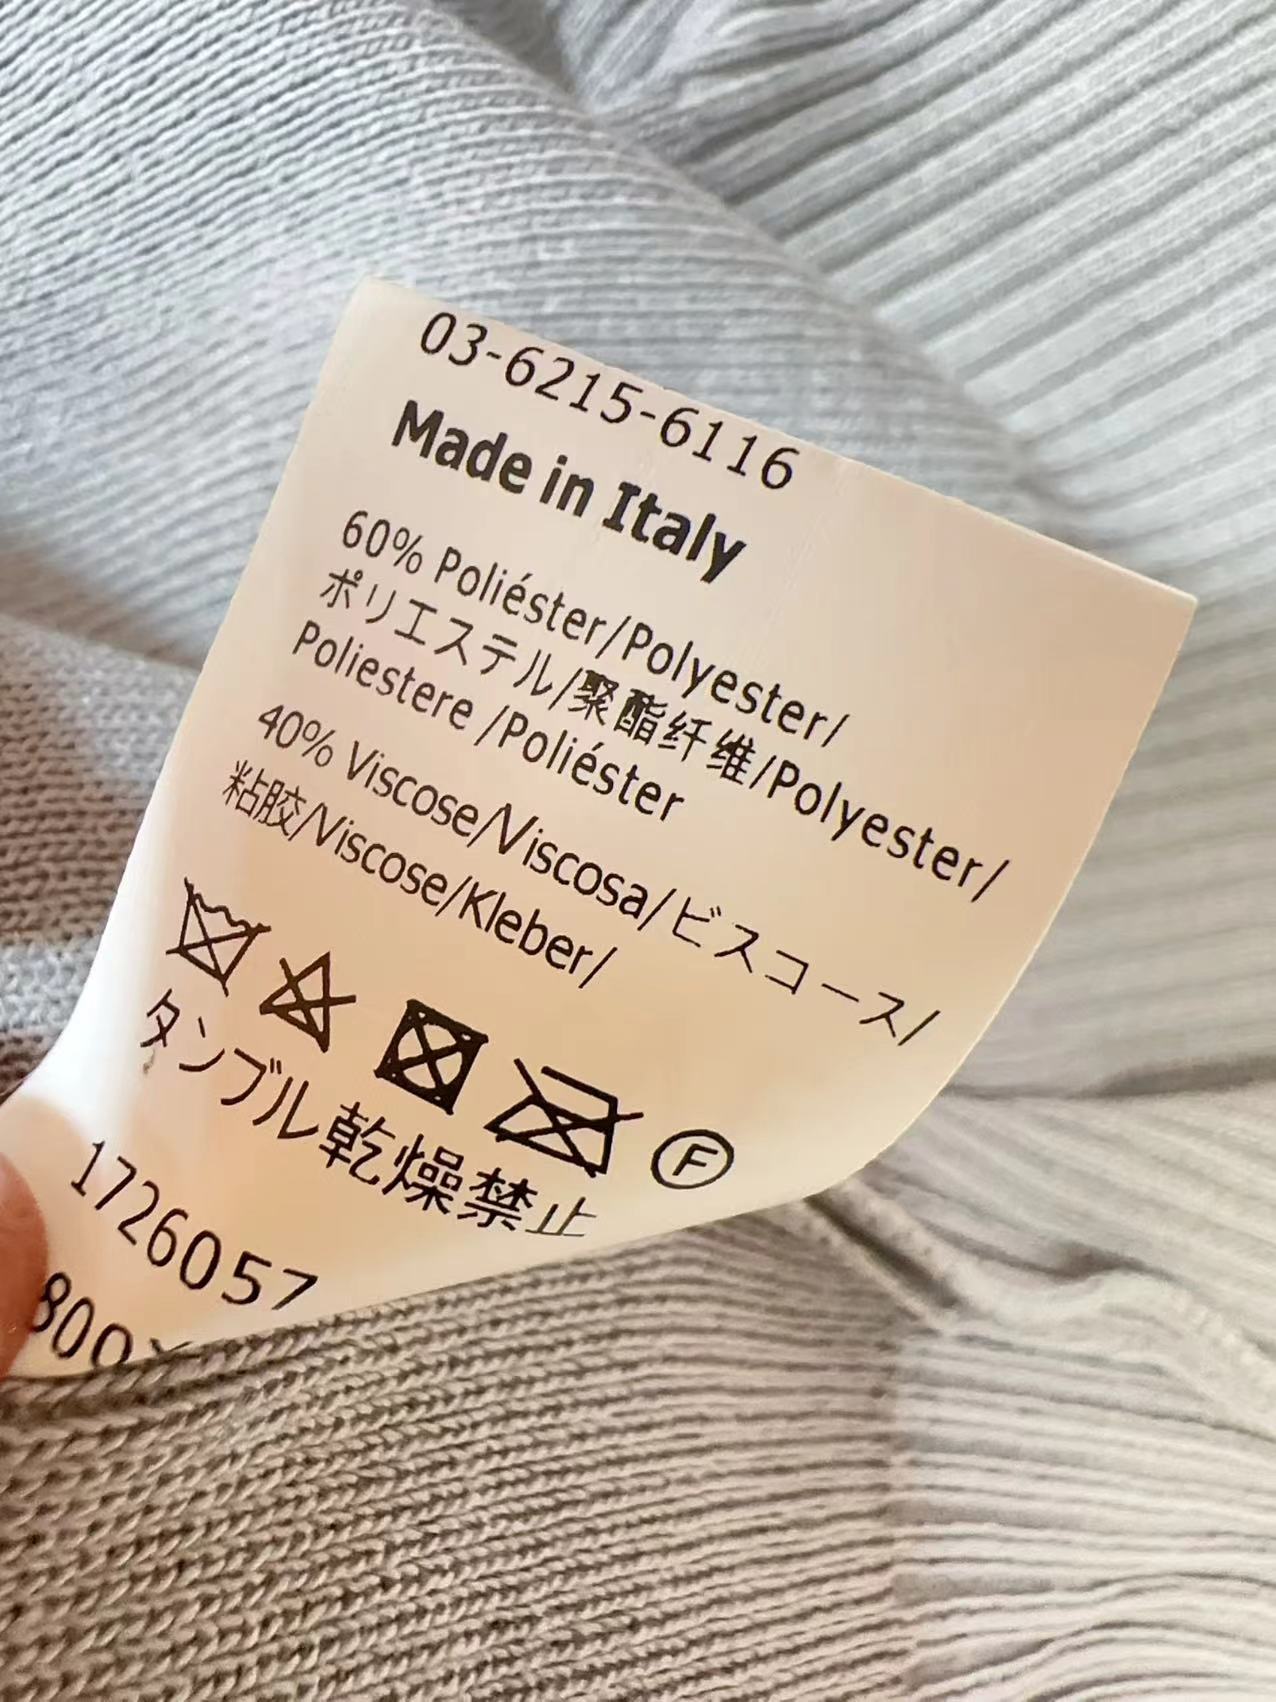 03-6215-6116
Made in Italy
60% Poliéster/Polyester/
ポリエステル/聚酯纤维/Polyester/
Poliestere /Poliéster
40% Viscose/Viscosa/ビスコース/
粘胶/Viscose/Kleber/
F
タンブル乾燥禁止
1726057